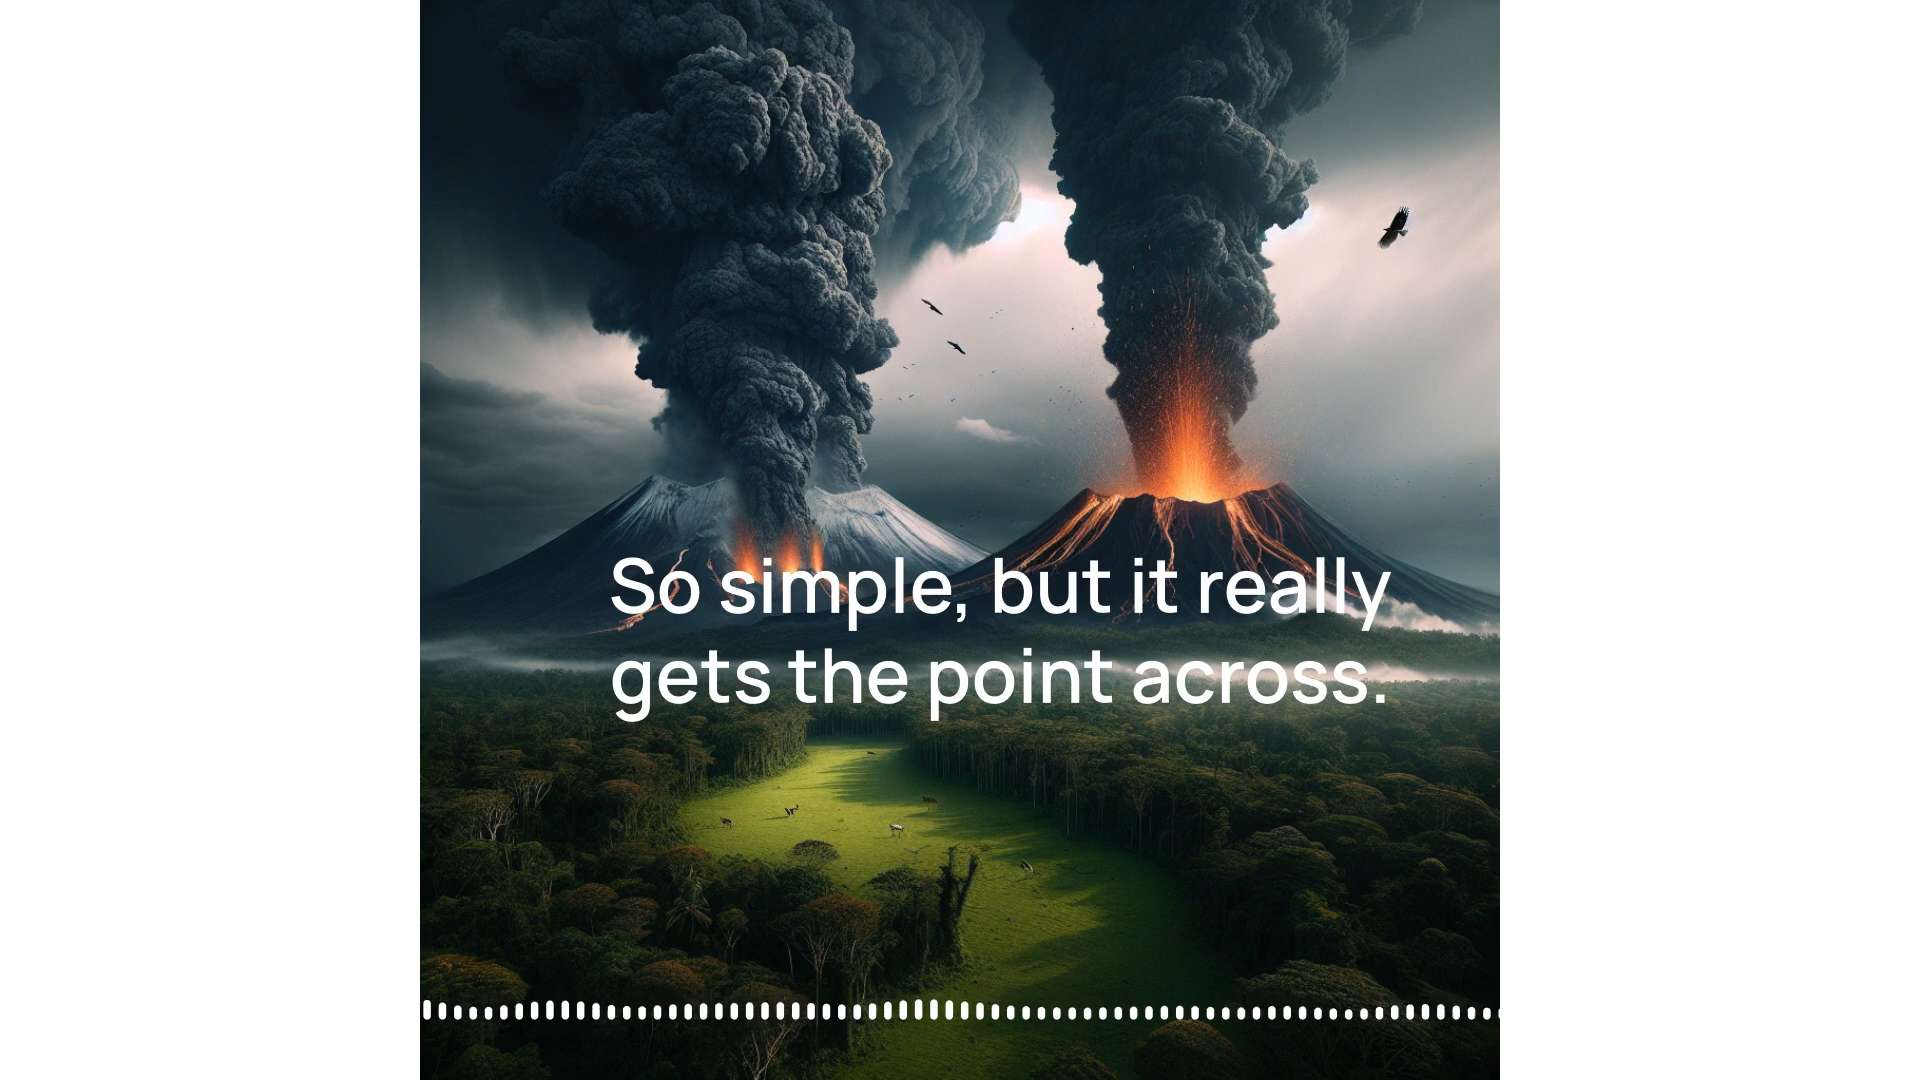 So simple, but it really
gets the point across.